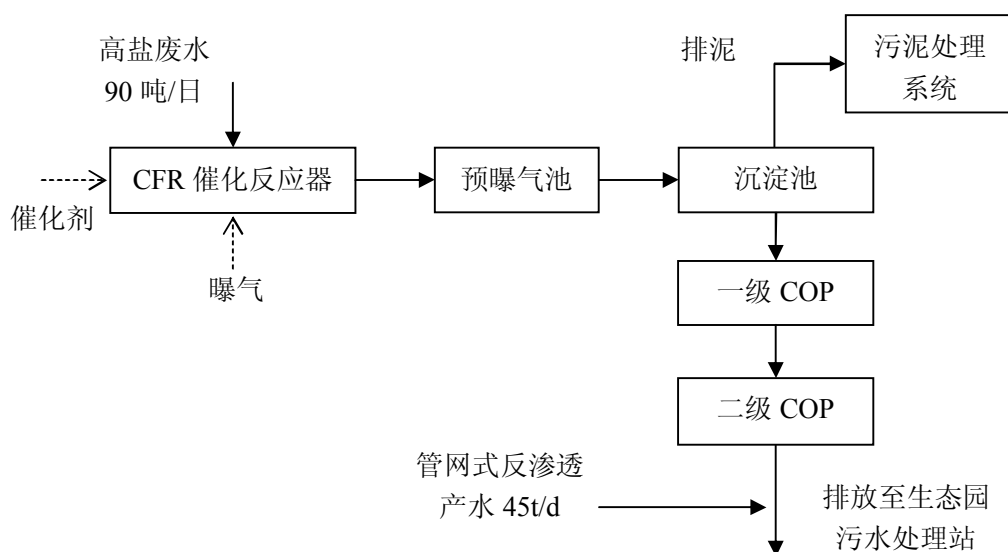 高盐废水
90 吨/日
排泥
污泥处理
系统
CFR 催化反应器
预曝气池
沉淀池
催化剂
曝气
一级 COP
二级 COP
管网式反渗透
产水 45t/d
排放至生态园
污水处理站